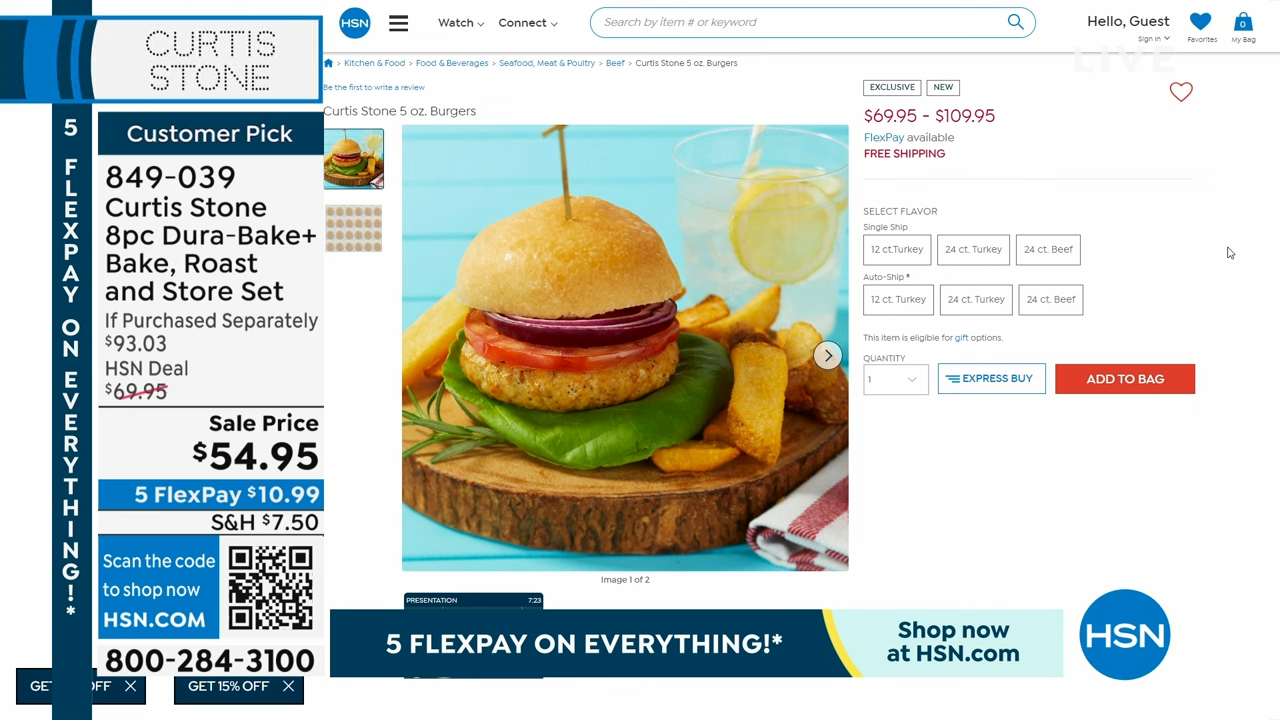 CURTIS
STONE
5 FLEXPAY ON EVERYTHING!*
Customer Pick
849-039
Curtis Stone
8pc Dura-Bake+
Bake, Roast
and Store Set
If Purchased Separately
$93.03
HSN Deal
$69.95
Sale Price
$54.95
5 FlexPay $10.99
S&H $7.50
Scan the code
to shop now
HSN.COM
800-284-3100
GET OFF ×
GET 15% OFF ×
HSN
Watch
Connect
Search by item # or keyword
Hello, Guest
Sign in
Favorites
0
My Bag
LIVE
> Kitchen & Food > Food & Beverages > Seafood, Meat & Poultry > Beef > Curtis Stone 5 oz. Burgers
Be the first to write a review
Curtis Stone 5 oz. Burgers
Image 1 of 2
EXCLUSIVE
NEW
$69.95 - $109.95
FlexPay available
FREE SHIPPING
SELECT FLAVOR
Single Ship
12 ct.Turkey
24 ct. Turkey
24 ct. Beef
Auto-Ship ®
12 ct. Turkey
24 ct. Turkey
24 ct. Beef
This item is eligible for gift options.
QUANTITY
1
EXPRESS BUY
ADD TO BAG
PRESENTATION 7:23
5 FLEXPAY ON EVERYTHING!*
Shop now
at HSN.com
HSN